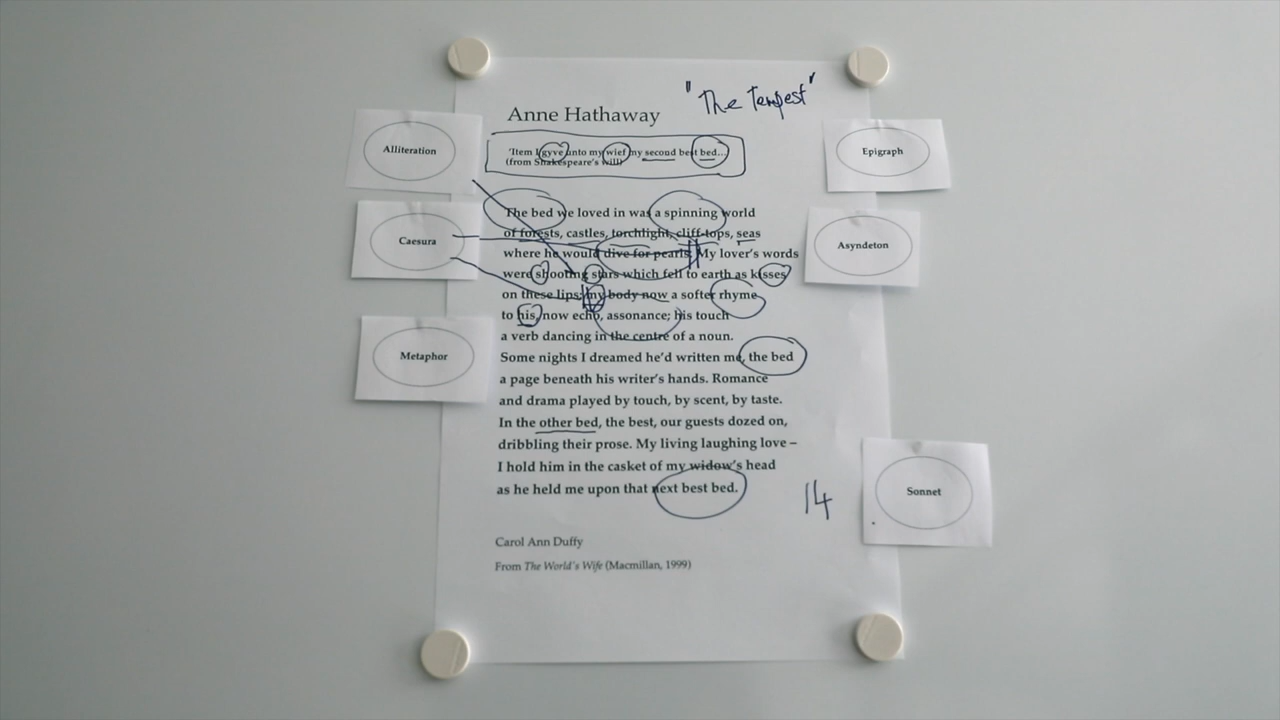 "The Tempest"
Anne Hathaway
'Item I gyve unto my wief my second best bed...
(from Shakespeare's will)
Alliteration
Epigraph
Caesura
Asyndeton
Metaphor
The bed we loved in was a spinning world
of forests, castles, torchlight, cliff-tops, seas
where he would dive for pearls. My lover's words
were shooting stars which fell to earth as kisses
on these lips; my body now a softer rhyme
to his, now echo, assonance; his touch
a verb dancing in the centre of a noun.
Some nights I dreamed he'd written me, the bed
a page beneath his writer's hands. Romance
and drama played by touch, by scent, by taste.
In the other bed, the best, our guests dozed on,
dribbling their prose. My living laughing love –
I hold him in the casket of my widow's head
as he held me upon that next best bed.
14
Sonnet
Carol Ann Duffy
From The World's Wife (Macmillan, 1999)